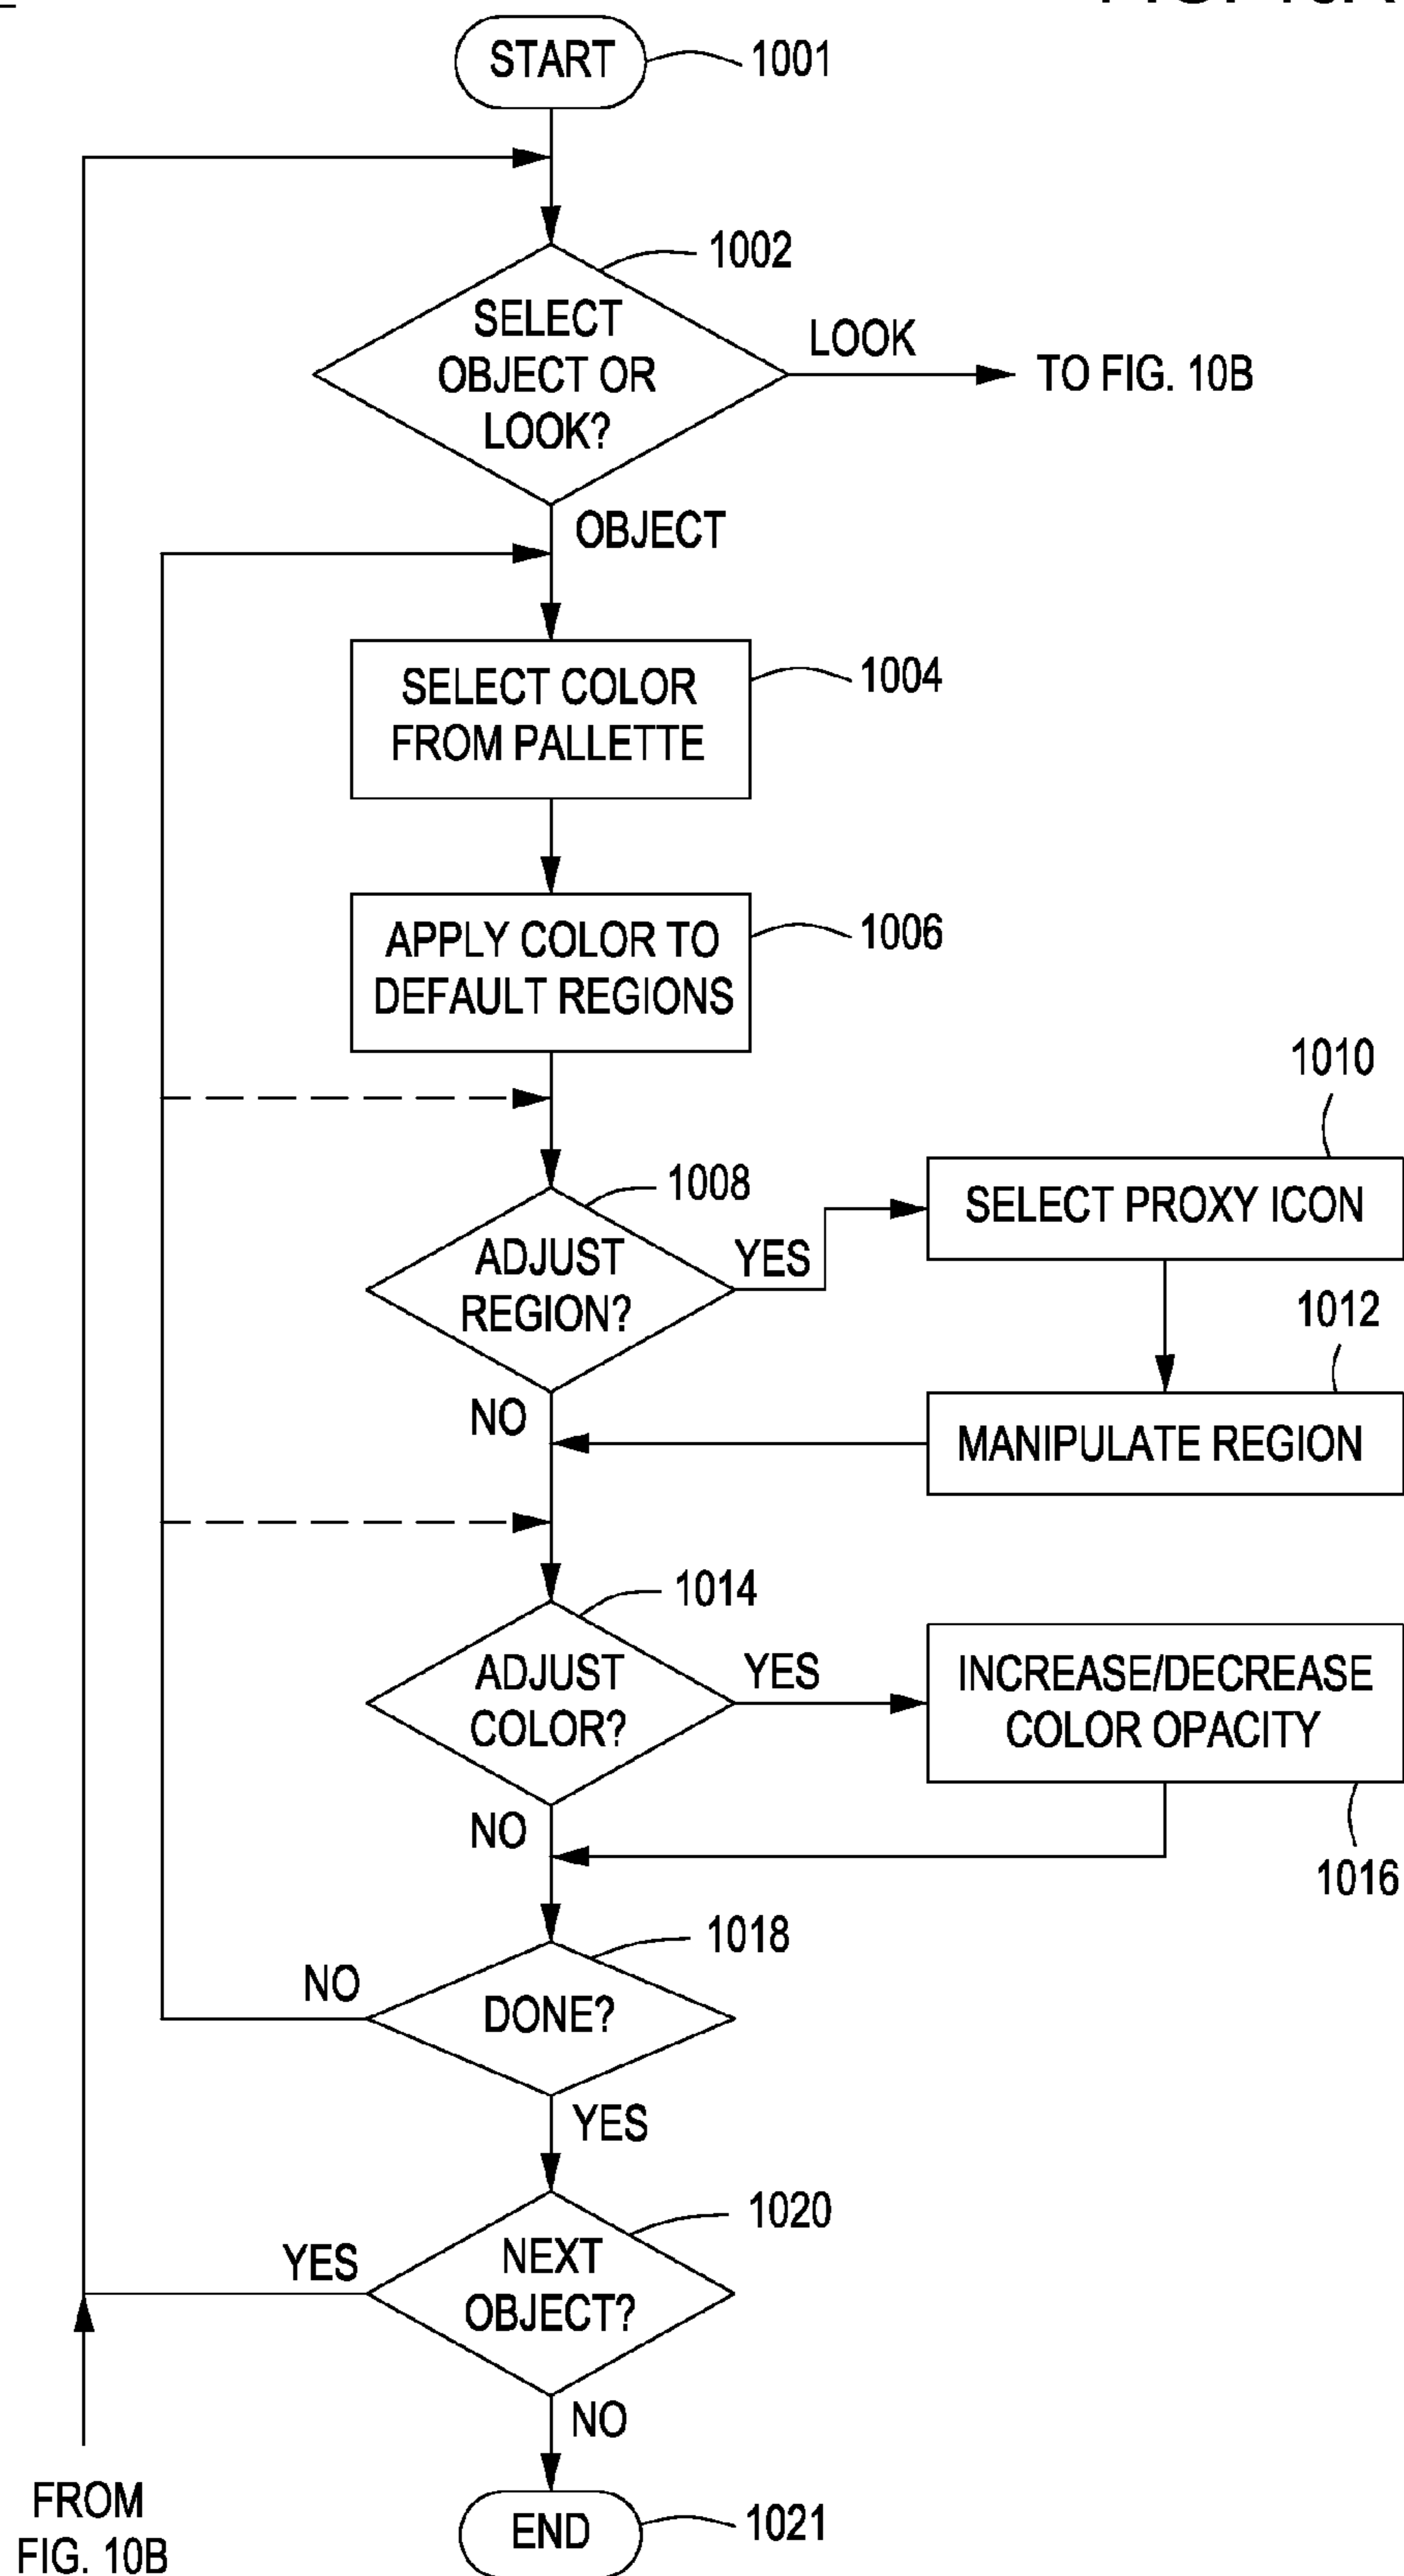 START
1001
1002
SELECT
OBJECT OR
LOOK?
LOOK
TO FIG. 10B
OBJECT
SELECT COLOR
FROM PALLETTE
1004
APPLY COLOR TO
DEFAULT REGIONS
1006
1008
ADJUST
REGION?
YES
1010
SELECT PROXY ICON
1012
MANIPULATE REGION
NO
1014
ADJUST
COLOR?
YES
INCREASE/DECREASE
COLOR OPACITY
1016
NO
1018
DONE?
NO
YES
1020
NEXT
OBJECT?
YES
NO
END
1021
FROM
FIG. 10B